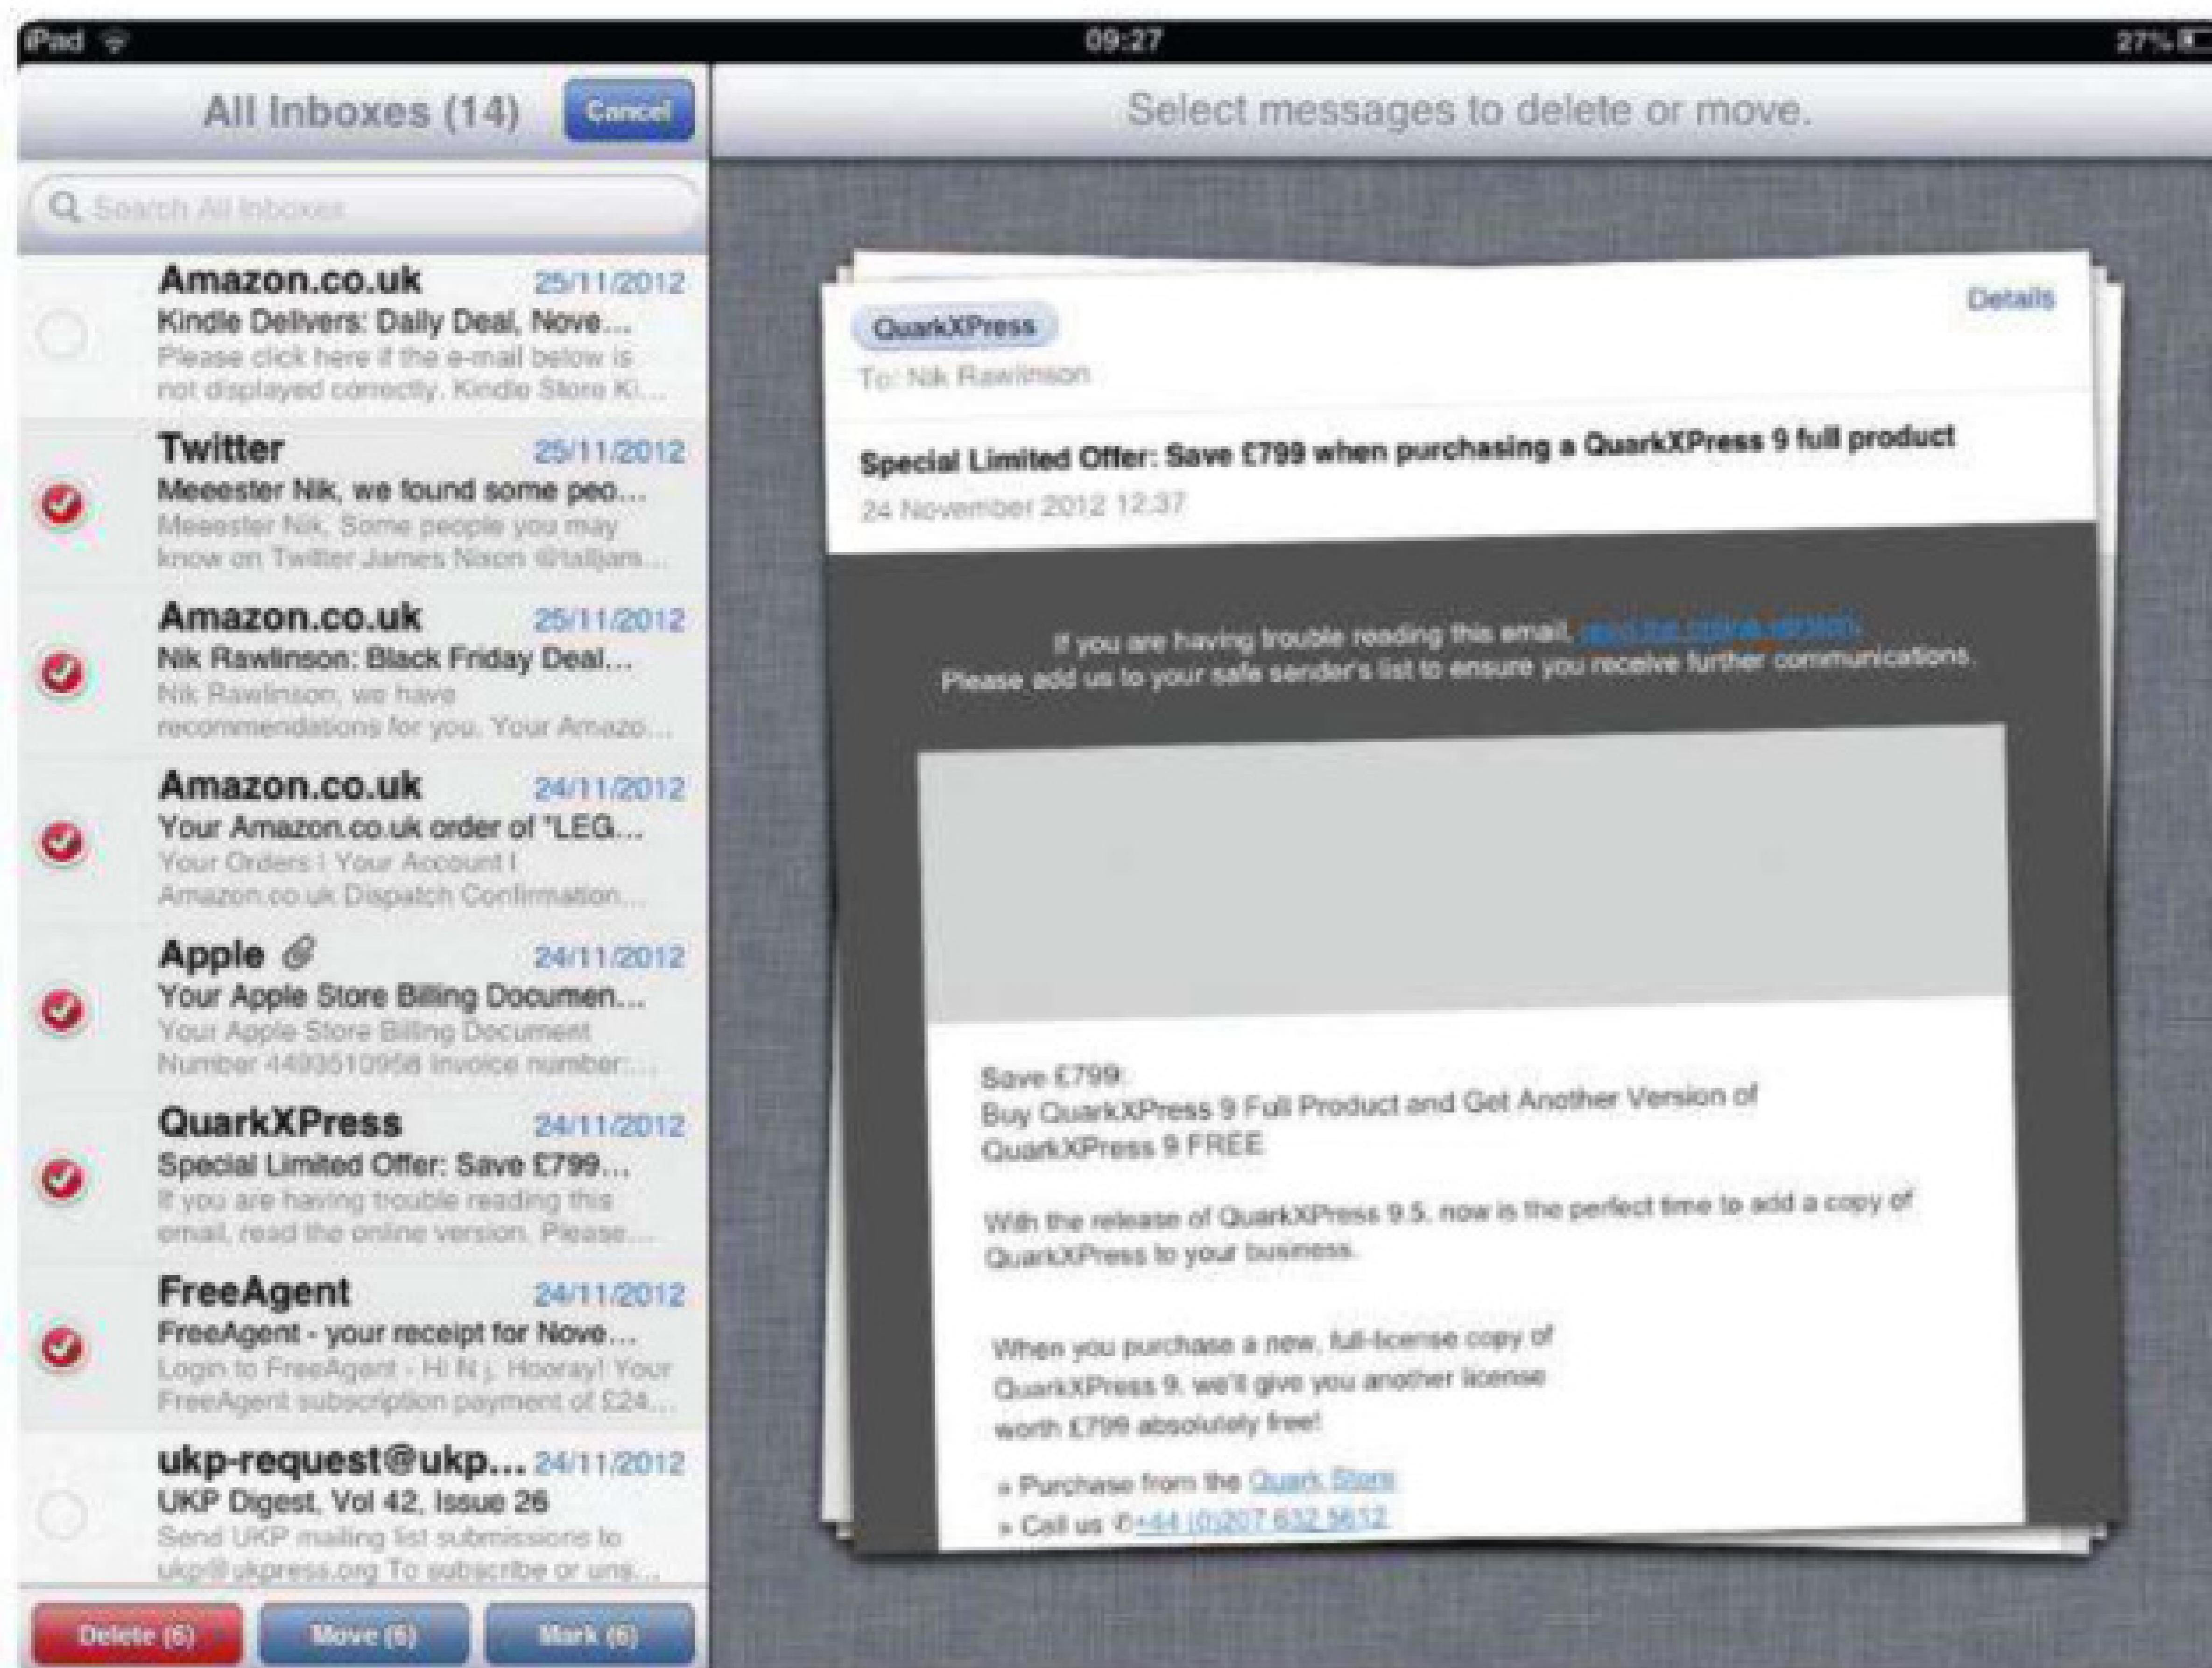 iPad
09:27
27%
All Inboxes (14)
Cancel
Select messages to delete or move.
Search All Inboxes
Amazon.co.uk 25/11/2012
Kindle Delivers: Daily Deal, Nove...
Please click here if the e-mail below is
not displayed correctly. Kindle Store Ki...
Twitter 25/11/2012
Meeester Nik, we found some peo...
Meeester Nik, Some people you may
know on Twitter James Nixon @talljam...
Amazon.co.uk 25/11/2012
Nik Rawlinson: Black Friday Deal...
Nik Rawlinson, we have
recommendations for you. Your Amazo...
Amazon.co.uk 24/11/2012
Your Amazon.co.uk order of "LEG...
Your Orders | Your Account |
Amazon.co.uk Dispatch Confirmation...
Apple 24/11/2012
Your Apple Store Billing Documen...
Your Apple Store Billing Document
Number 4493510958 Invoice number:...
QuarkXPress 24/11/2012
Special Limited Offer: Save £799...
If you are having trouble reading this
email, read the online version. Please...
FreeAgent 24/11/2012
FreeAgent - your receipt for Nove...
Login to FreeAgent - Hi N j, Hooray! Your
FreeAgent subscription payment of £24...
ukp-request@ukp... 24/11/2012
UKP Digest, Vol 42, Issue 26
Send UKP mailing list submissions to
ukp@ukpress.org To subscribe or uns...
Delete (6)
Move (6)
Mark (6)
QuarkXPress
Details
To: Nik Rawlinson
Special Limited Offer: Save £799 when purchasing a QuarkXPress 9 full product
24 November 2012 12:37
If you are having trouble reading this email,
Please add us to your safe sender's list to ensure you receive further communications.
Save £799:
Buy QuarkXPress 9 Full Product and Get Another Version of
QuarkXPress 9 FREE
With the release of QuarkXPress 9.5, now is the perfect time to add a copy of
QuarkXPress to your business.
When you purchase a new, full-license copy of
QuarkXPress 9, we'll give you another license
worth £799 absolutely free!
» Purchase from the Quark Store
» Call us ✆+44 (0)207 632 5612